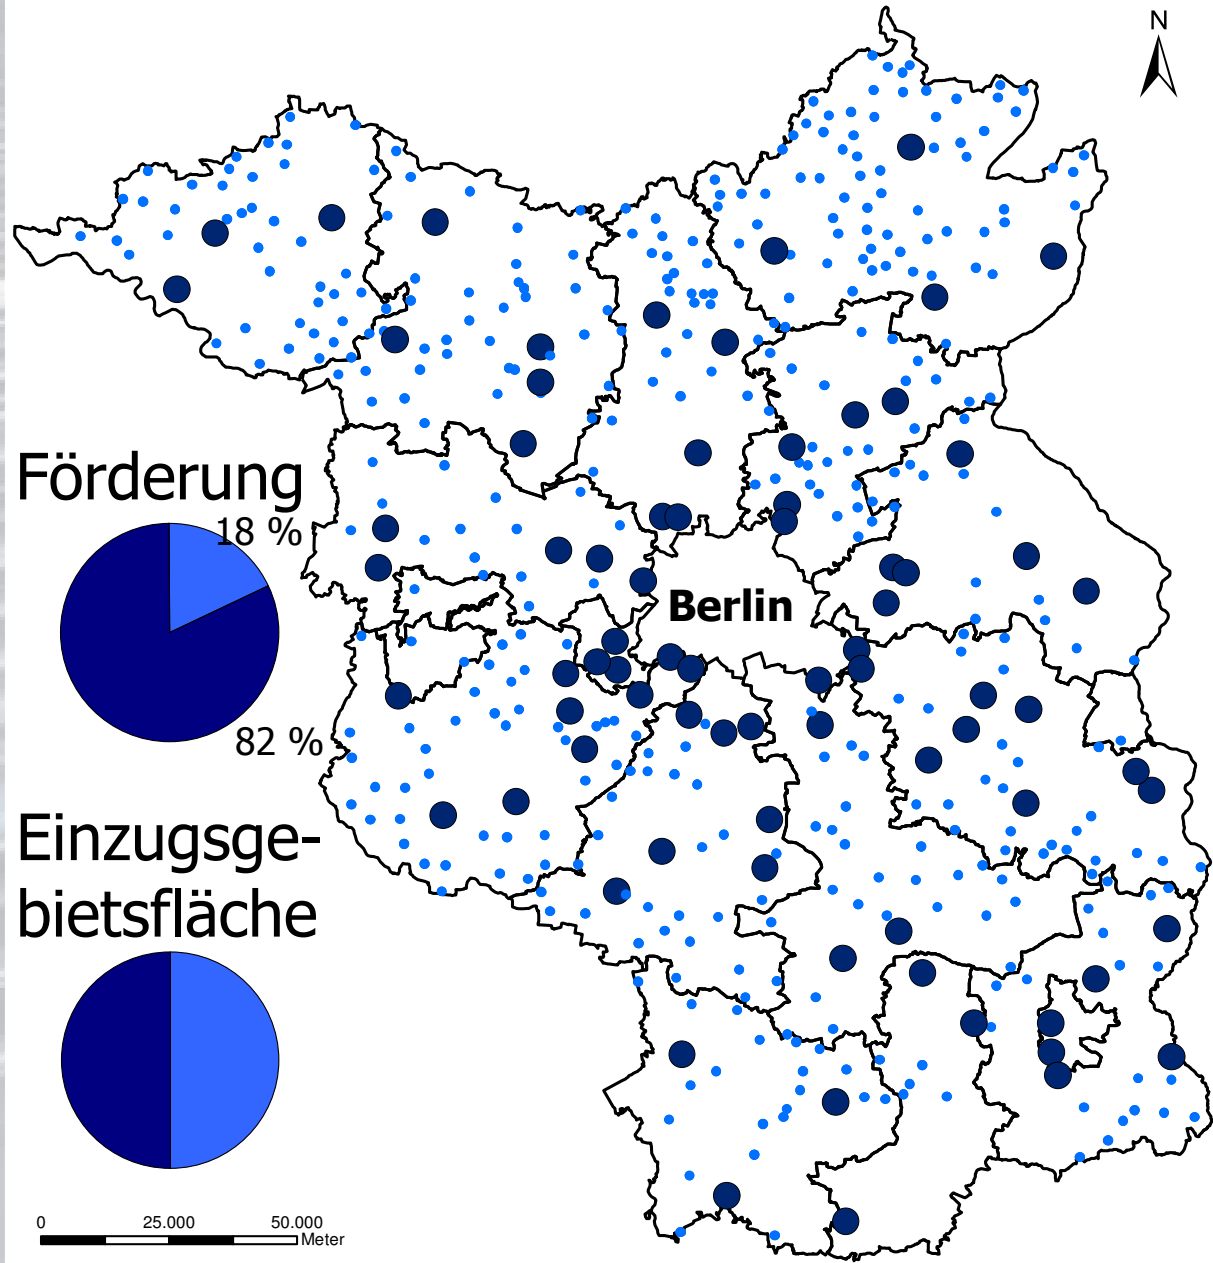 N
Förderung
18 %
82 %
Berlin
Einzugsge-
bietsfläche
0 25.000 50.000
Meter